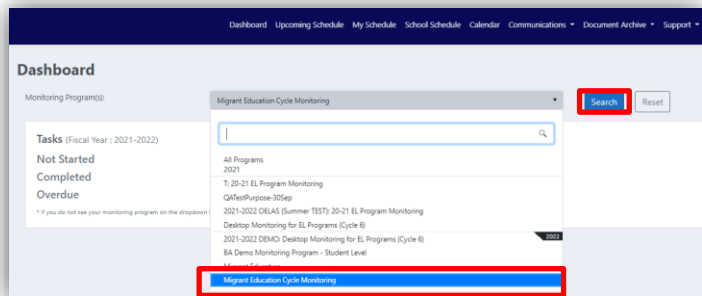 Dashboard Upcoming Schedule My Schedule School Schedule Calendar Communications Document Archive Support
Dashboard
Monitoring Program(s):
Migrant Education Cycle Monitoring
Search
Reset
Tasks (Fiscal Year : 2021-2022)
Not Started
Completed
Overdue
* If you do not see your monitoring program on the dropdown
All Programs
2021
T: 20-21 EL Program Monitoring
QATestPurpose-30Sep
2021-2022 OELAS (Summer TEST): 20-21 EL Program Monitoring
Desktop Monitoring for EL Programs (Cycle 6)
2022
2021-2022 DEMO: Desktop Monitoring for EL Programs (Cycle 6)
BA Demo Monitoring Program - Student Level
Migrant Education
Migrant Education Cycle Monitoring